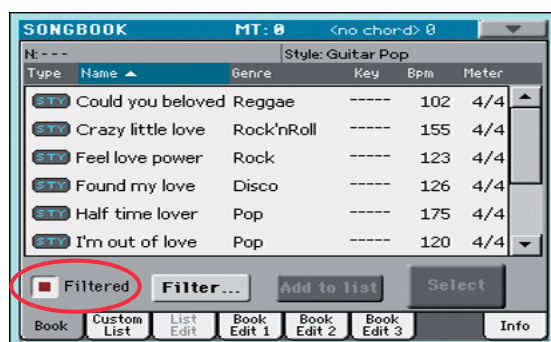 SONGBOOK MT: 0 <no chord> 0
N: --- Style: Guitar Pop
Type Name Genre Key Bpm Meter
STY Could you beloved Reggae ----- 102 4/4
STY Crazy little love Rock'nRoll ----- 155 4/4
STY Feel love power Rock ----- 123 4/4
STY Found my love Disco ----- 126 4/4
STY Half time lover Pop ----- 175 4/4
STY I'm out of love Pop ----- 120 4/4
Filtered Filter... Add to list Select
Book Custom List List Edit Book Edit 1 Book Edit 2 Book Edit 3 Info